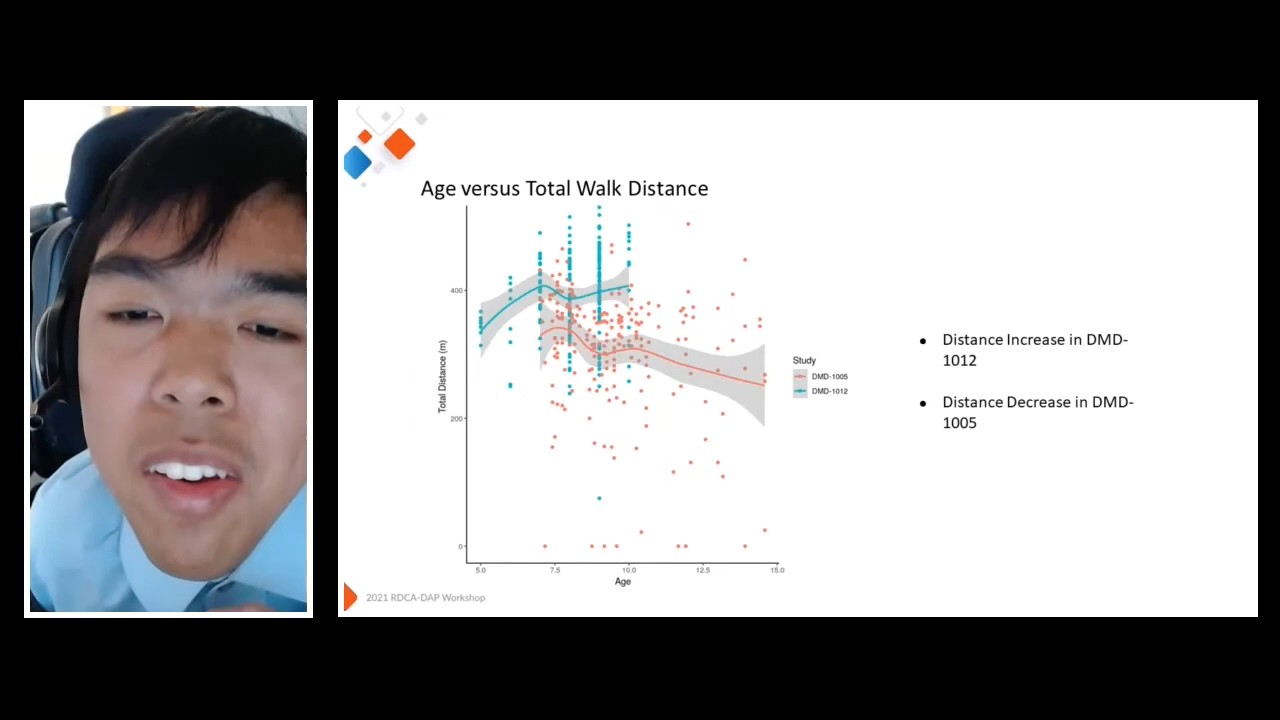 Age versus Total Walk Distance
Total Distance (m)
400
200
0
5.0 7.5 10.0 12.5 15.0
Age
Study
DMD-1005
DMD-1012
● Distance Increase in DMD-
1012
● Distance Decrease in DMD-
1005
2021 RDCA-DAP Workshop